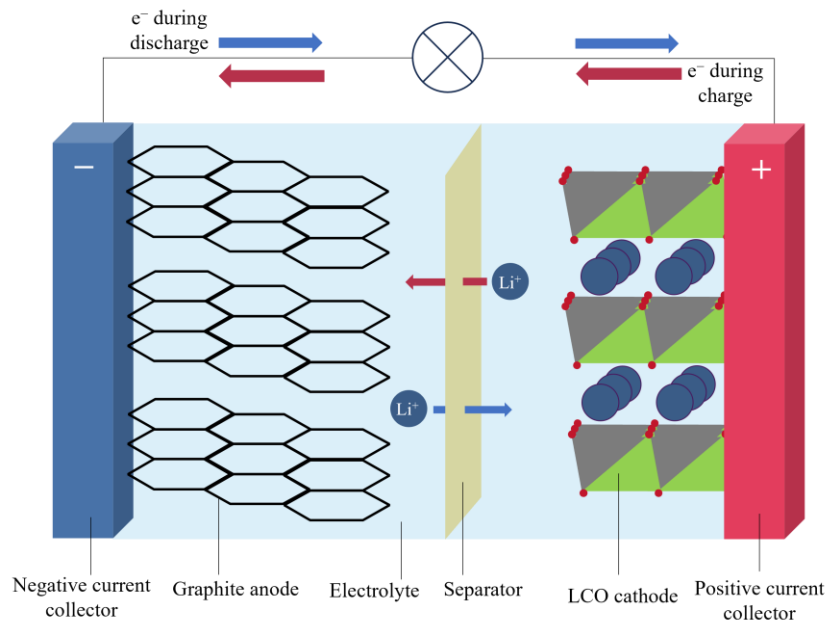 e⁻ during
discharge
e⁻ during
charge
−
+
Li⁺
Li⁺
Negative current
collector
Graphite anode
Electrolyte
Separator
LCO cathode
Positive current
collector